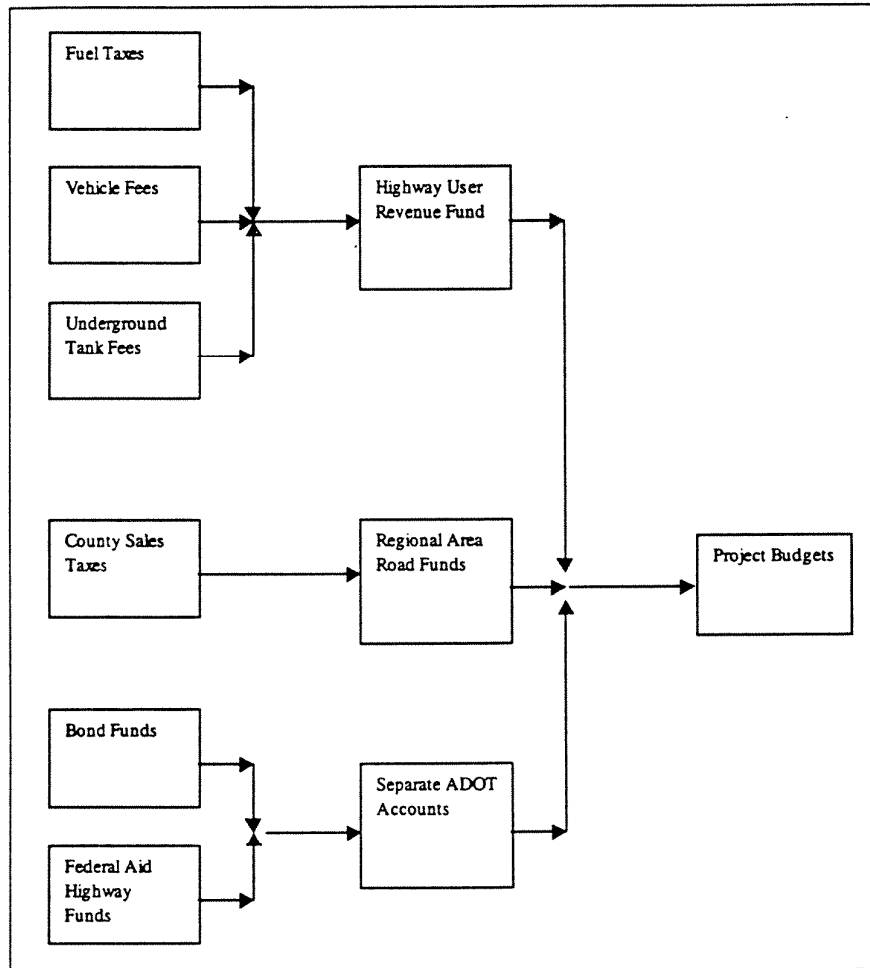 Fuel Taxes
Vehicle Fees
Highway User
Revenue Fund
Underground
Tank Fees
County Sales
Taxes
Regional Area
Road Funds
Project Budgets
Bond Funds
Separate ADOT
Accounts
Federal Aid
Highway
Funds